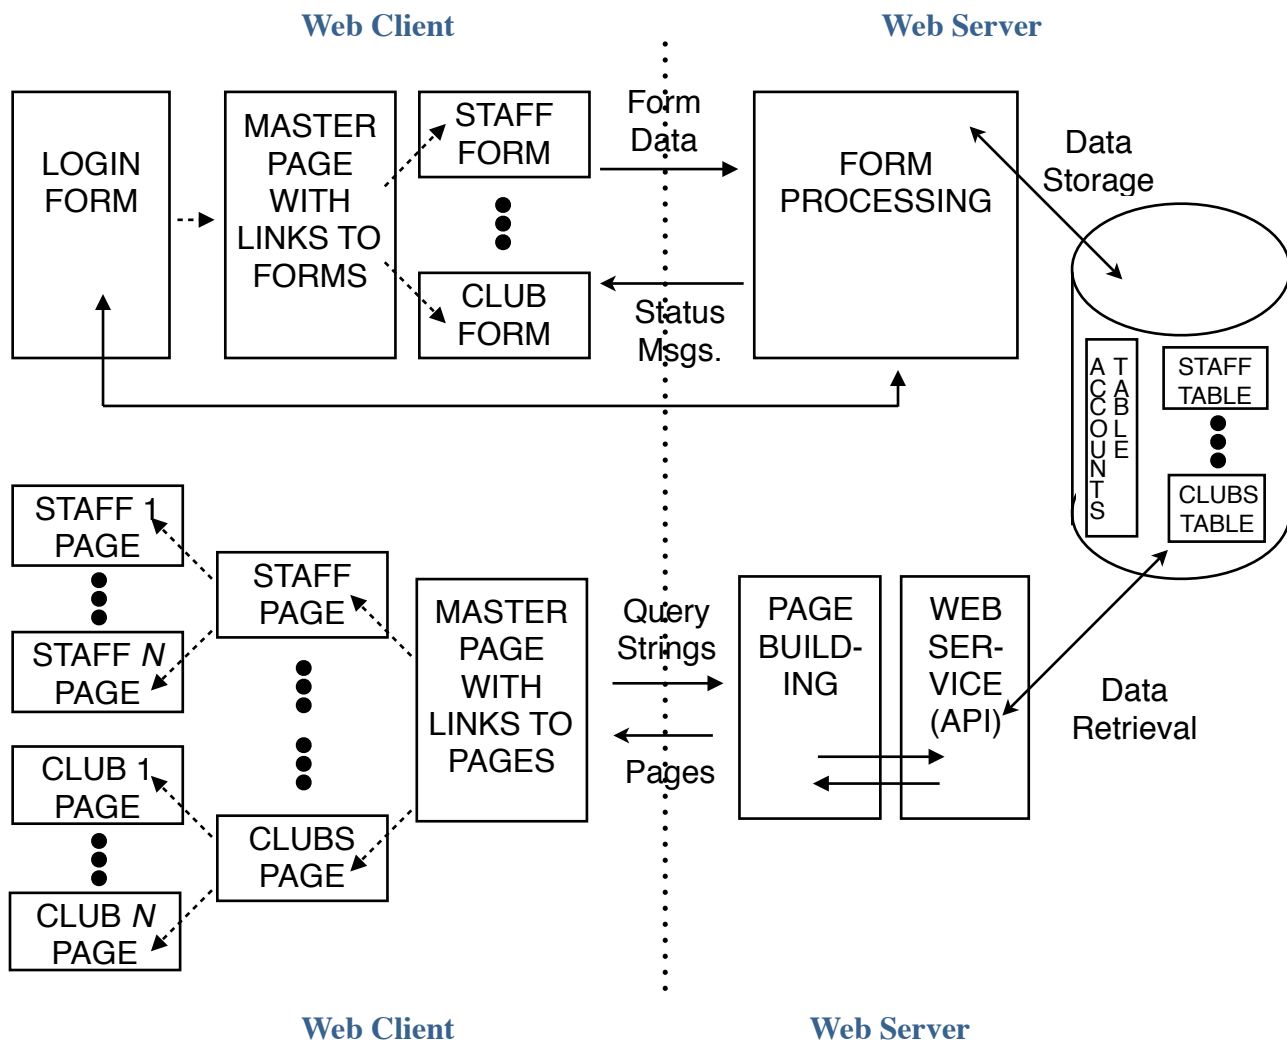 Web Client
Web Server
LOGIN
FORM
MASTER
PAGE
WITH
LINKS TO
FORMS
STAFF
FORM
CLUB
FORM
Form
Data
Status
Msgs.
FORM
PROCESSING
Data
Storage
ACCOUNTS
TABLE
STAFF
TABLE
CLUBS
TABLE
STAFF 1
PAGE
STAFF N
PAGE
CLUB 1
PAGE
CLUB N
PAGE
STAFF
PAGE
CLUBS
PAGE
MASTER
PAGE
WITH
LINKS TO
PAGES
Query
Strings
Pages
PAGE
BUILD-
ING
WEB
SER-
VICE
(API)
Data
Retrieval
Web Client
Web Server